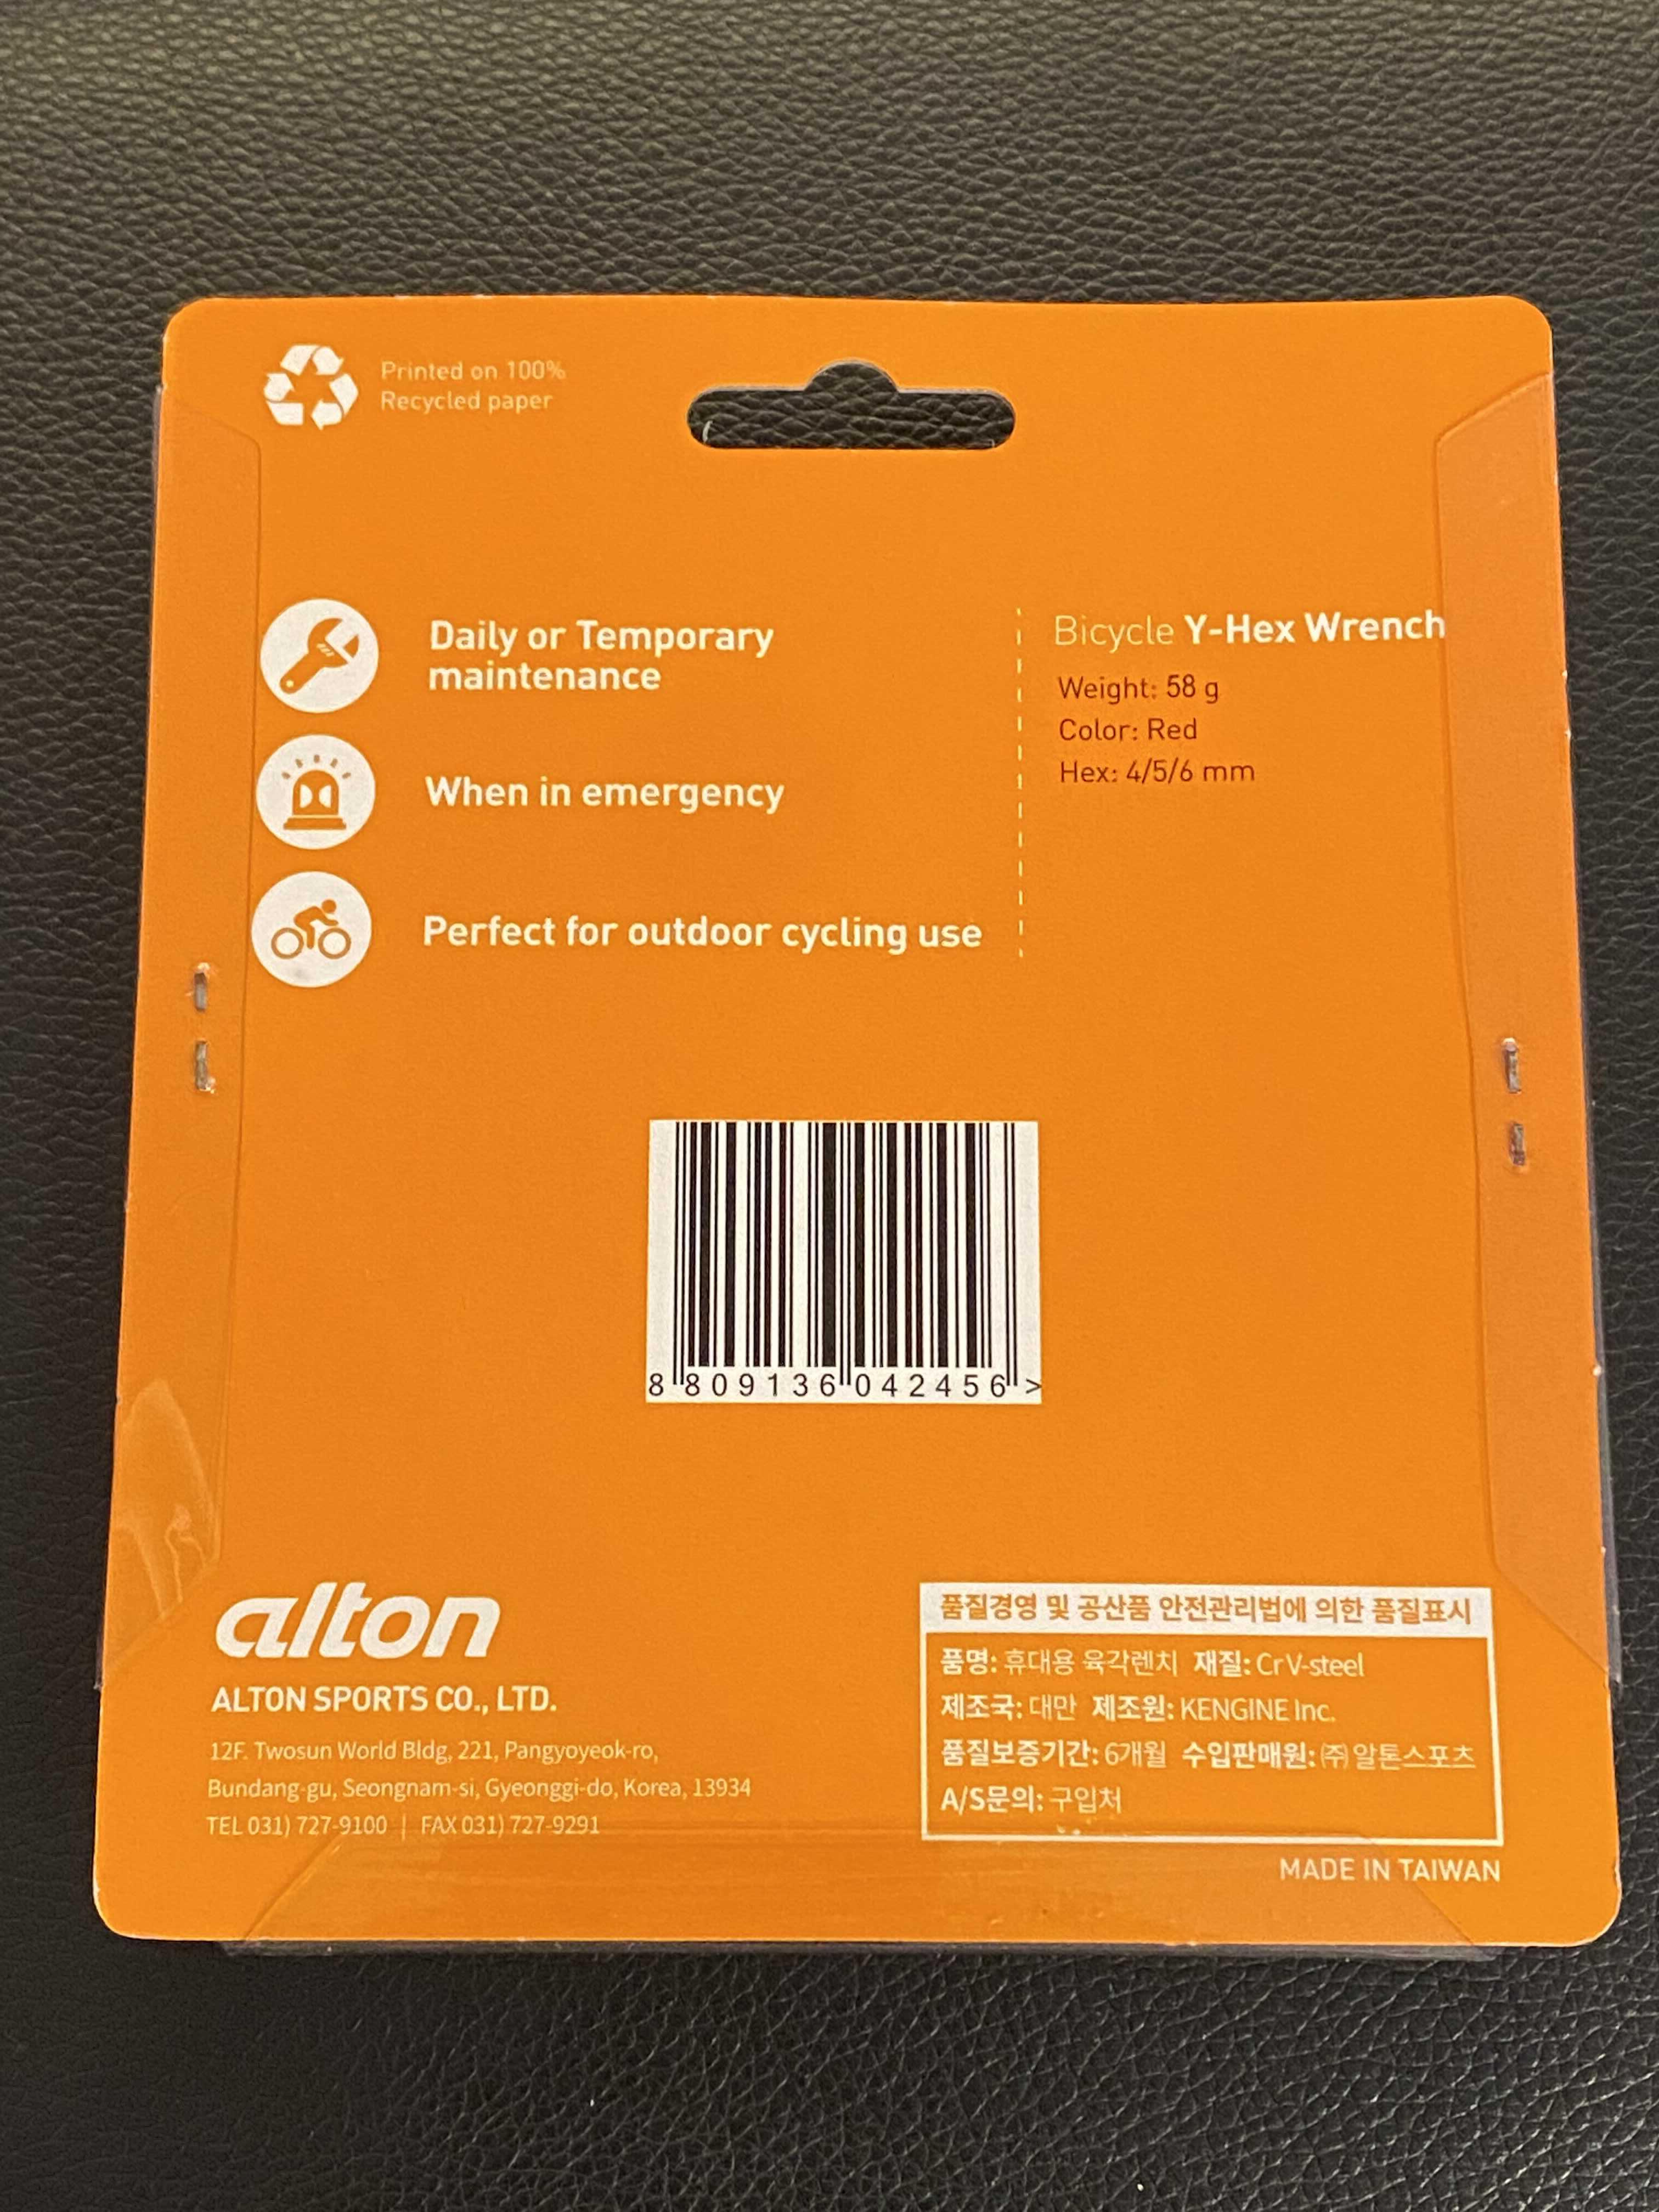 Printed on 100%
Recycled paper
Daily or Temporary
maintenance
When in emergency
Perfect for outdoor cycling use
Bicycle Y-Hex Wrench
Weight: 58 g
Color: Red
Hex: 4/5/6 mm
8 809136 042456 >
alton
ALTON SPORTS CO., LTD.
12F. Twosun World Bldg, 221, Pangyoyeok-ro,
Bundang-gu, Seongnam-si, Gyeonggi-do, Korea, 13934
TEL 031) 727-9100 | FAX 031) 727-9291
품질경영 및 공산품 안전관리법에 의한 품질표시
품명: 휴대용 육각렌치 재질: CrV-steel
제조국: 대만 제조원: KENGINE Inc.
품질보증기간: 6개월 수입판매원: ㈜알톤스포츠
A/S문의: 구입처
MADE IN TAIWAN